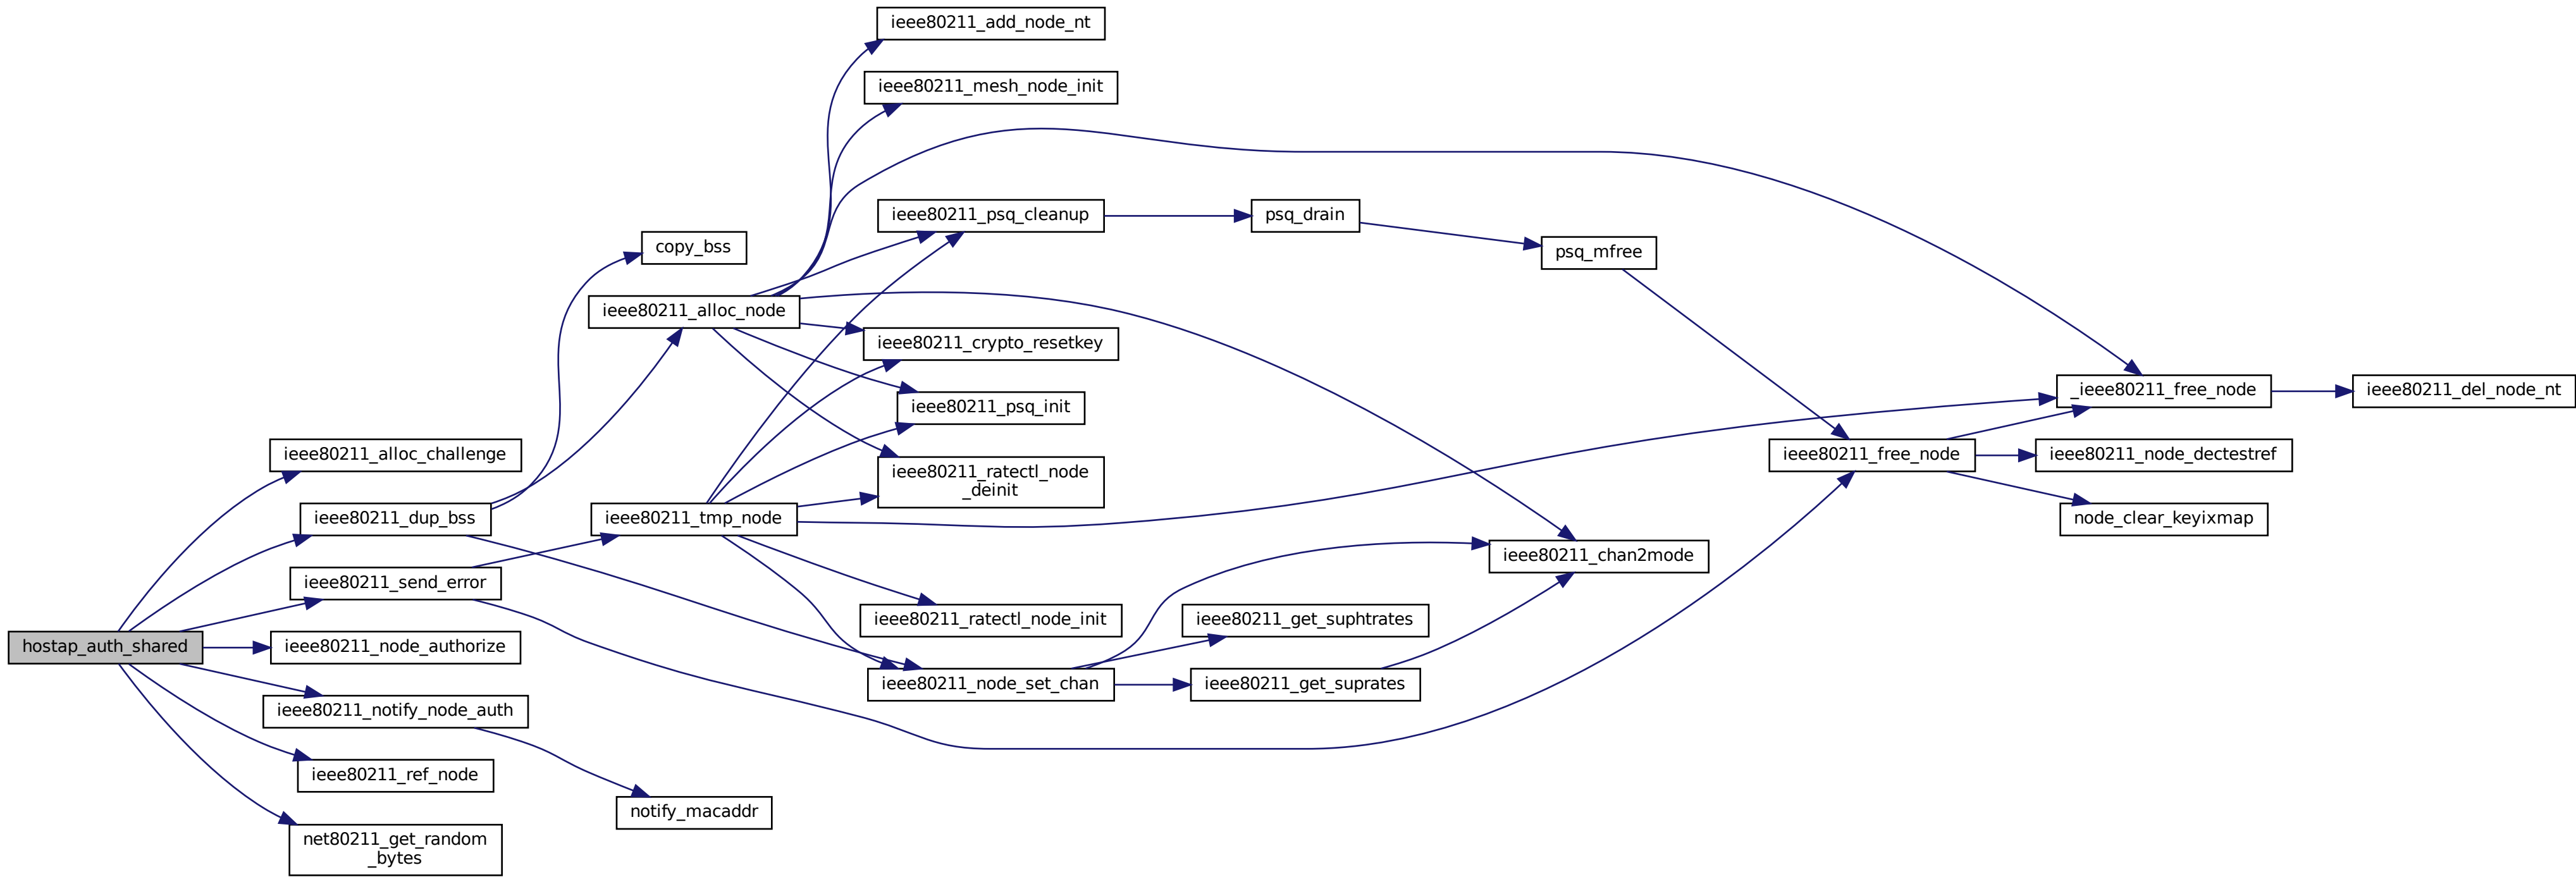 ieee80211_add_node_nt
ieee80211_mesh_node_init
ieee80211_psq_cleanup
psq_drain
copy_bss
psq_mfree
ieee80211_alloc_node
ieee80211_crypto_resetkey
_ieee80211_free_node
ieee80211_del_node_nt
ieee80211_psq_init
ieee80211_alloc_challenge
ieee80211_free_node
ieee80211_node_dectestref
ieee80211_ratectl_node
_deinit
ieee80211_dup_bss
ieee80211_tmp_node
node_clear_keyixmap
ieee80211_chan2mode
ieee80211_send_error
ieee80211_ratectl_node_init
ieee80211_get_suphtrates
hostap_auth_shared
ieee80211_node_authorize
ieee80211_node_set_chan
ieee80211_get_suprates
ieee80211_notify_node_auth
ieee80211_ref_node
notify_macaddr
net80211_get_random
_bytes